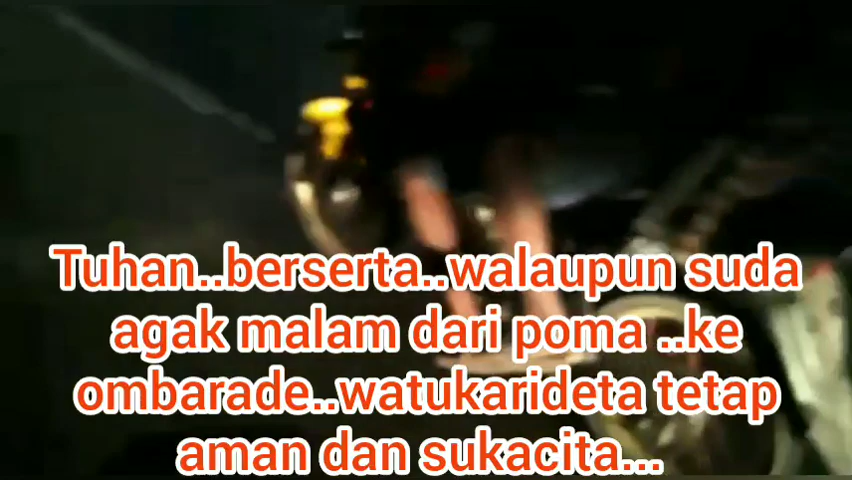 Tuhan..berserta..walaupun suda
agak malam dari poma ..ke
ombarade..watukarideta tetap
aman dan sukacita...